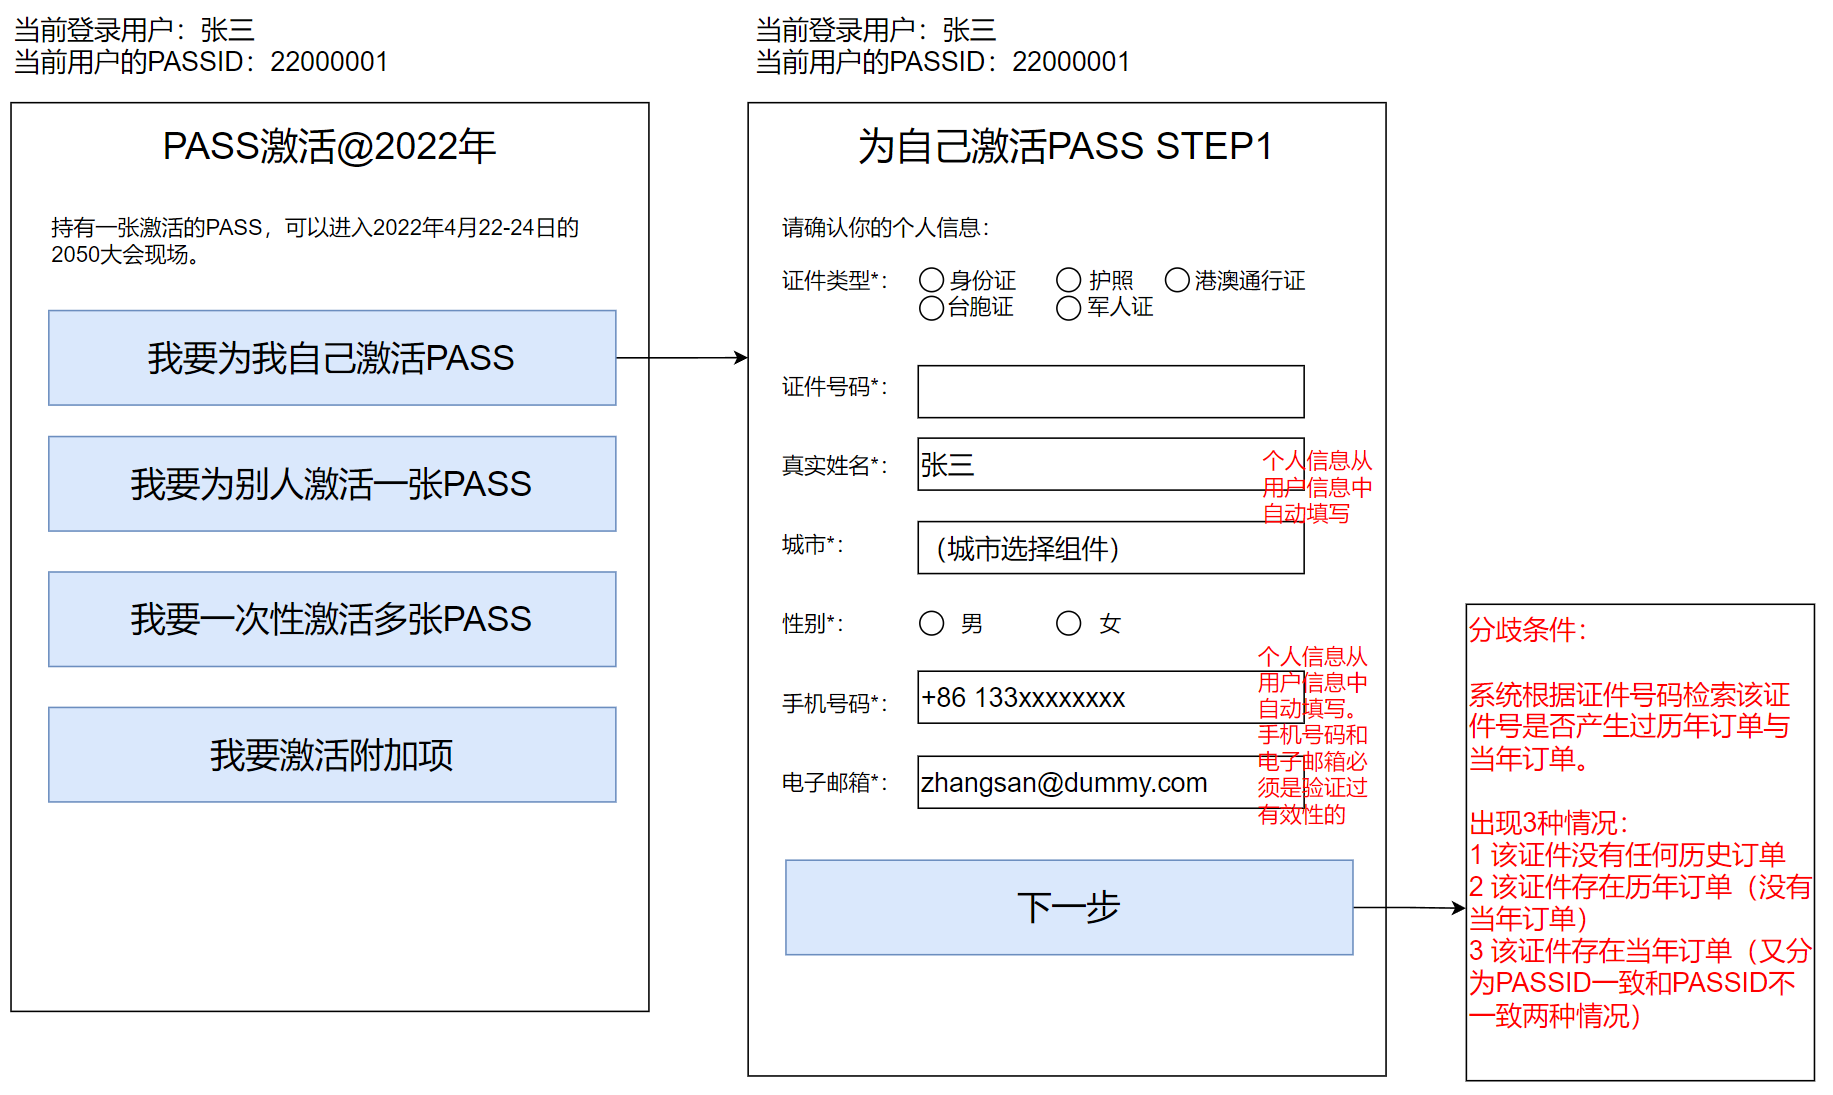 当前登录用户：张三
当前用户的PASSID：22000001
PASS激活@2022年
持有一张激活的PASS，可以进入2022年4月22-24日的
2050大会现场。
我要为我自己激活PASS
我要为别人激活一张PASS
我要一次性激活多张PASS
我要激活附加项
当前登录用户：张三
当前用户的PASSID：22000001
为自己激活PASS STEP1
请确认你的个人信息：
证件类型*： 身份证 护照 港澳通行证
台胞证 军人证
证件号码*：
真实姓名*： 张三
个人信息从
用户信息中
自动填写
城市*： （城市选择组件）
性别*： 男 女
手机号码*： +86 133xxxxxxxx
个人信息从
用户信息中
自动填写。
手机号码和
电子邮箱必
须是验证过
有效性的
电子邮箱*： zhangsan@dummy.com
下一步
分歧条件：
系统根据证件号码检索该证
件号是否产生过历年订单与
当年订单。
出现3种情况：
1 该证件没有任何历史订单
2 该证件存在历年订单（没有
当年订单）
3 该证件存在当年订单（又分
为PASSID一致和PASSID不
一致两种情况）